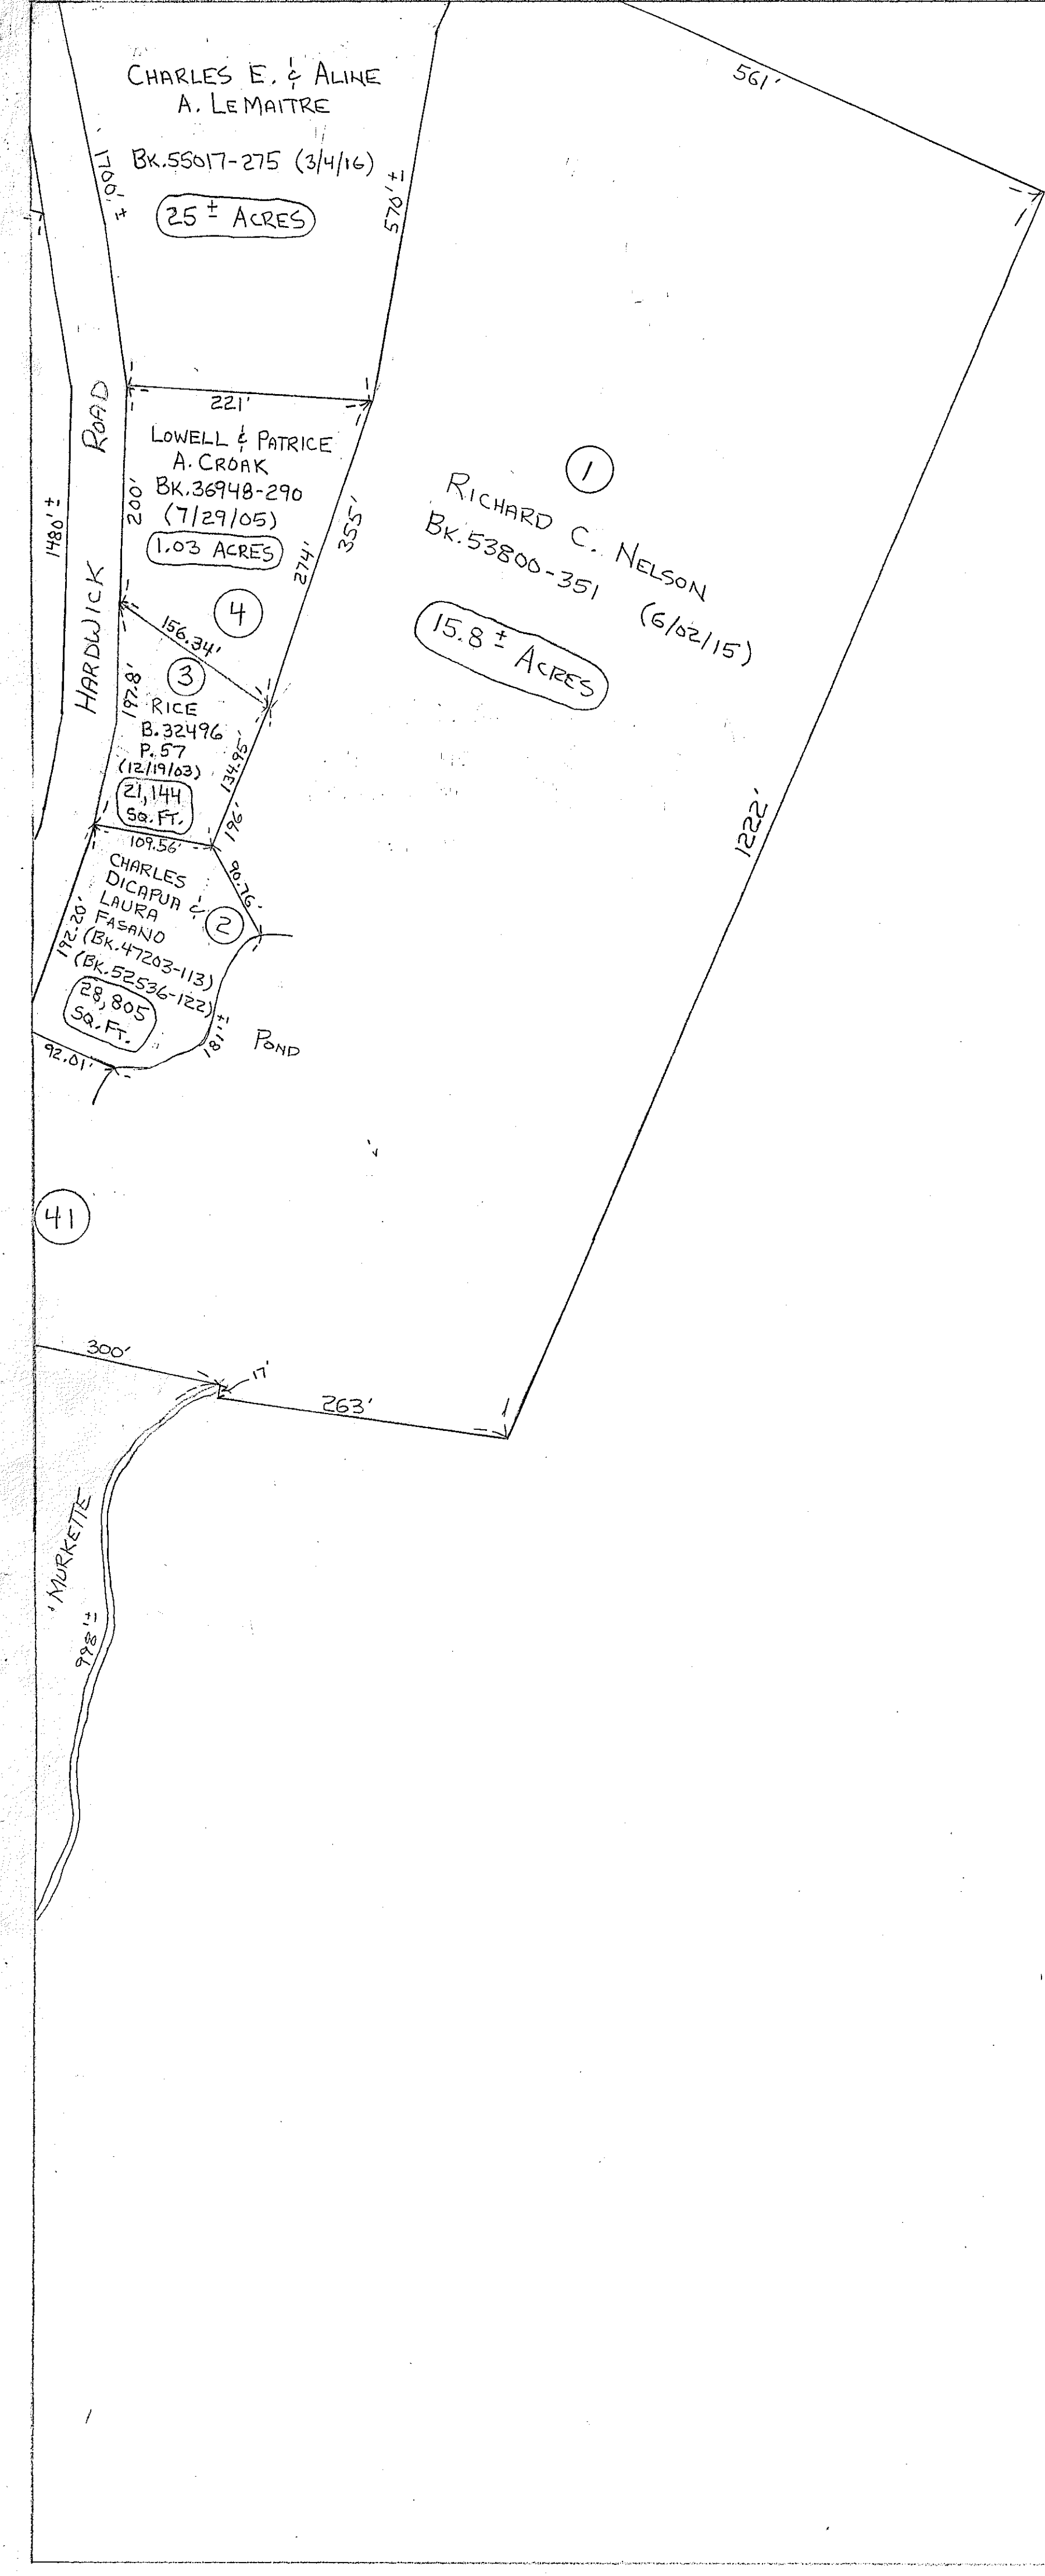 561'
CHARLES E. & ALINE
A. LEMAITRE
BK.55017-275 (3/4/16)
25 ± ACRES
1700' ±
570' ±
221'
LOWELL & PATRICE
A. CROAK
BK.36948-290
(7/29/05)
1.03 ACRES
200'
274'
355'
1480' ±
HARDWICK ROAD
1
RICHARD C. NELSON
BK.53800-351 (6/02/15)
15.8 ± ACRES
4
156.34'
3
RICE
B.32496
P.57
(12/19/03)
21,144
SQ.FT.
197.8'
134.95'
196'
109.56'
90.76'
CHARLES
DICAPUA &
LAURA
FASANO
(BK.47203-113)
(BK.52536-122)
28,805
SQ.FT.
2
192.20'
181' ±
POND
92.01'
1222'
41
300'
17'
263'
MURKETTE
998' ±